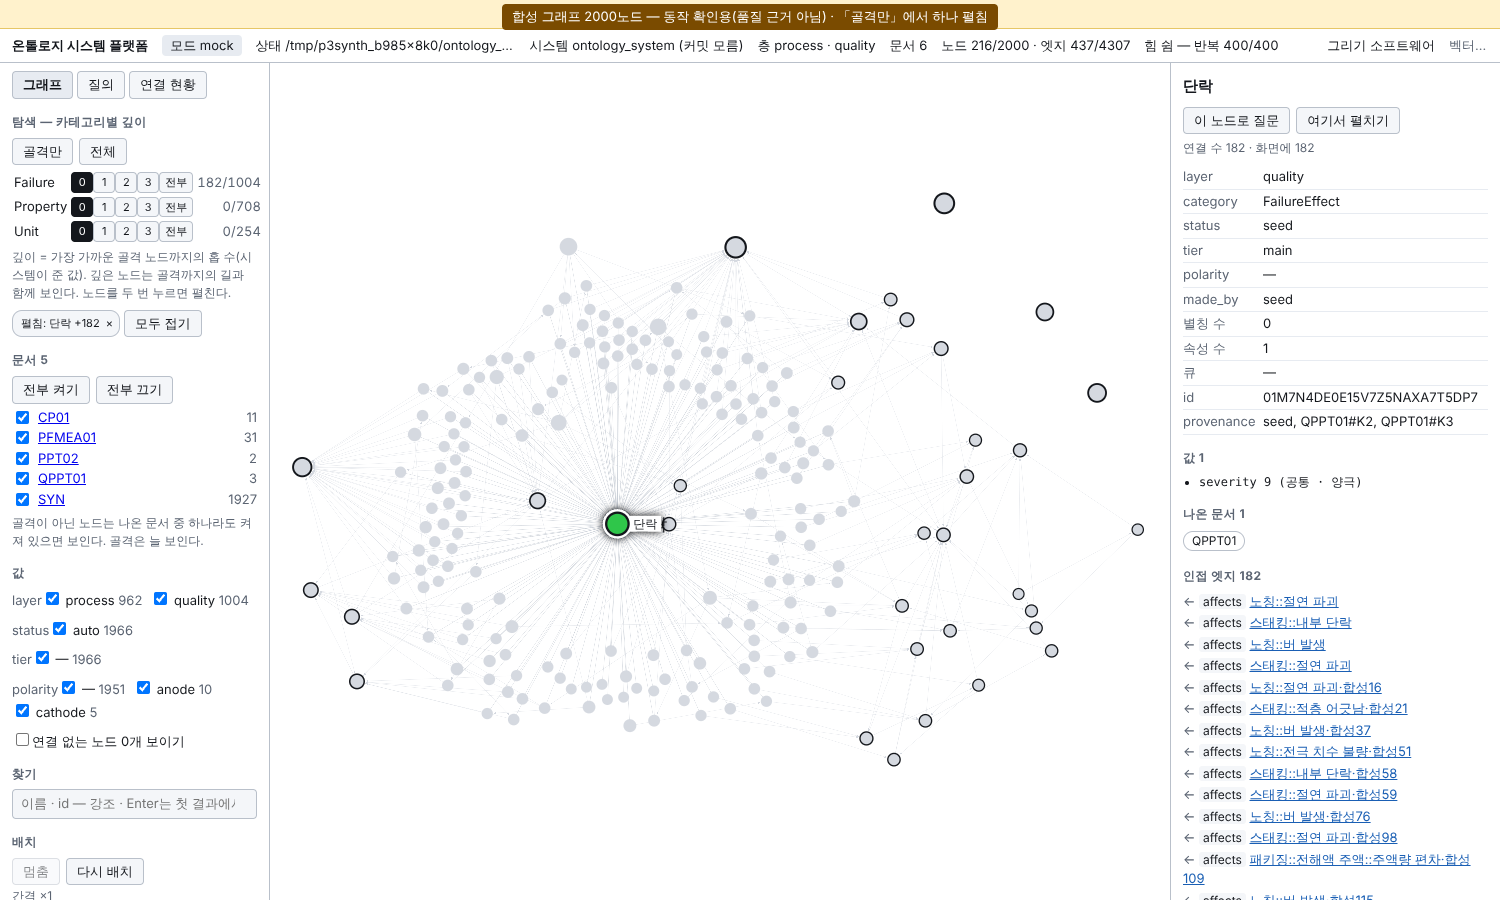 합성 그래프 2000노드 — 동작 확인용(품질 근거 아님) · 「골격만」에서 하나 펼침
온톨로지 시스템 플랫폼 모드 mock 상태 /tmp/p3synth_b985x8k0/ontology_... 시스템 ontology_system (커밋 모름) 층 process · quality 문서 6 노드 216/2000 · 엣지 437/4307 힘 쉼 — 반복 400/400 그리기 소프트웨어 벡터...
그래프 질의 연결 현황
탐색 — 카테고리별 깊이
골격만 전체
Failure 0 1 2 3 전부 182/1004
Property 0 1 2 3 전부 0/708
Unit 0 1 2 3 전부 0/254
깊이 = 가장 가까운 골격 노드까지의 홉 수(시
스템이 준 값). 깊은 노드는 골격까지의 길과
함께 보인다. 노드를 두 번 누르면 펼친다.
펼침: 단락 +182 × 모두 접기
문서 5
전부 켜기 전부 끄기
CP01 11
PFMEA01 31
PPT02 2
QPPT01 3
SYN 1927
골격이 아닌 노드는 나온 문서 중 하나라도 켜
져 있으면 보인다. 골격은 늘 보인다.
값
layer process 962 quality 1004
status auto 1966
tier — 1966
polarity — 1951 anode 10
cathode 5
연결 없는 노드 0개 보이기
찾기
이름 · id — 강조 · Enter는 첫 결과에
배치
멈춤 다시 배치
간격 ×1
단락
단락
이 노드로 질문 여기서 펼치기
연결 수 182 · 화면에 182
layer quality
category FailureEffect
status seed
tier main
polarity —
made_by seed
별칭 수 0
속성 수 1
큐 —
id 01M7N4DE0E15V7Z5NAXA7T5DP7
provenance seed, QPPT01#K2, QPPT01#K3
값 1
• severity 9 (공통 · 양극)
나온 문서 1
QPPT01
인접 엣지 182
← affects 노칭::절연 파괴
← affects 스태킹::내부 단락
← affects 노칭::버 발생
← affects 스태킹::절연 파괴
← affects 노칭::절연 파괴·합성16
← affects 스태킹::적층 어긋남·합성21
← affects 노칭::버 발생·합성37
← affects 노칭::전극 치수 불량·합성51
← affects 스태킹::내부 단락·합성58
← affects 스태킹::절연 파괴·합성59
← affects 노칭::버 발생·합성76
← affects 스태킹::절연 파괴·합성98
← affects 패키징::전해액 주액::주액량 편차·합성
109
← affects 노칭::버 발생·합성115